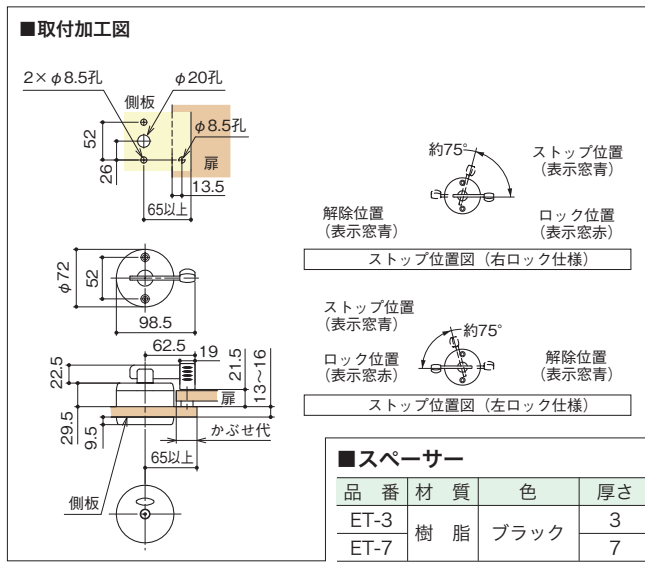 ■取付加工図
2×φ8.5孔
φ20孔
側板
φ8.5孔
52
26
扉
13.5
65以上
φ72
52
98.5
62.5
19
22.5
21.5
13～16
扉
29.5
9.5
かぶせ代
65以上
側板
約75°
ストップ位置
（表示窓青）
解除位置
（表示窓青）
ロック位置
（表示窓赤）
ストップ位置図（右ロック仕様）
ストップ位置
（表示窓青）
約75°
ロック位置
（表示窓赤）
解除位置
（表示窓青）
ストップ位置図（左ロック仕様）
■スペーサー
品　番 材　質 色 厚さ
ET-3 樹　脂 ブラック 3
ET-7 7